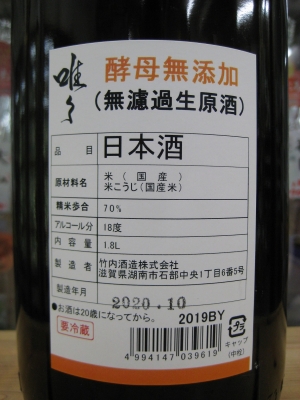 唯々
酵母無添加
(無濾過生原酒)
品目 日本酒
原材料名 米(国産)
米こうじ(国産米)
精米歩合 70%
アルコール分 18度
内容量 1.8L
製造者 竹内酒造株式会社
滋賀県湖南市石部中央1丁目6番5号
製造年月 2020.10
●お酒は20歳になってから。
2019BY
要冷蔵
4994147039619
キャップ
(中栓)